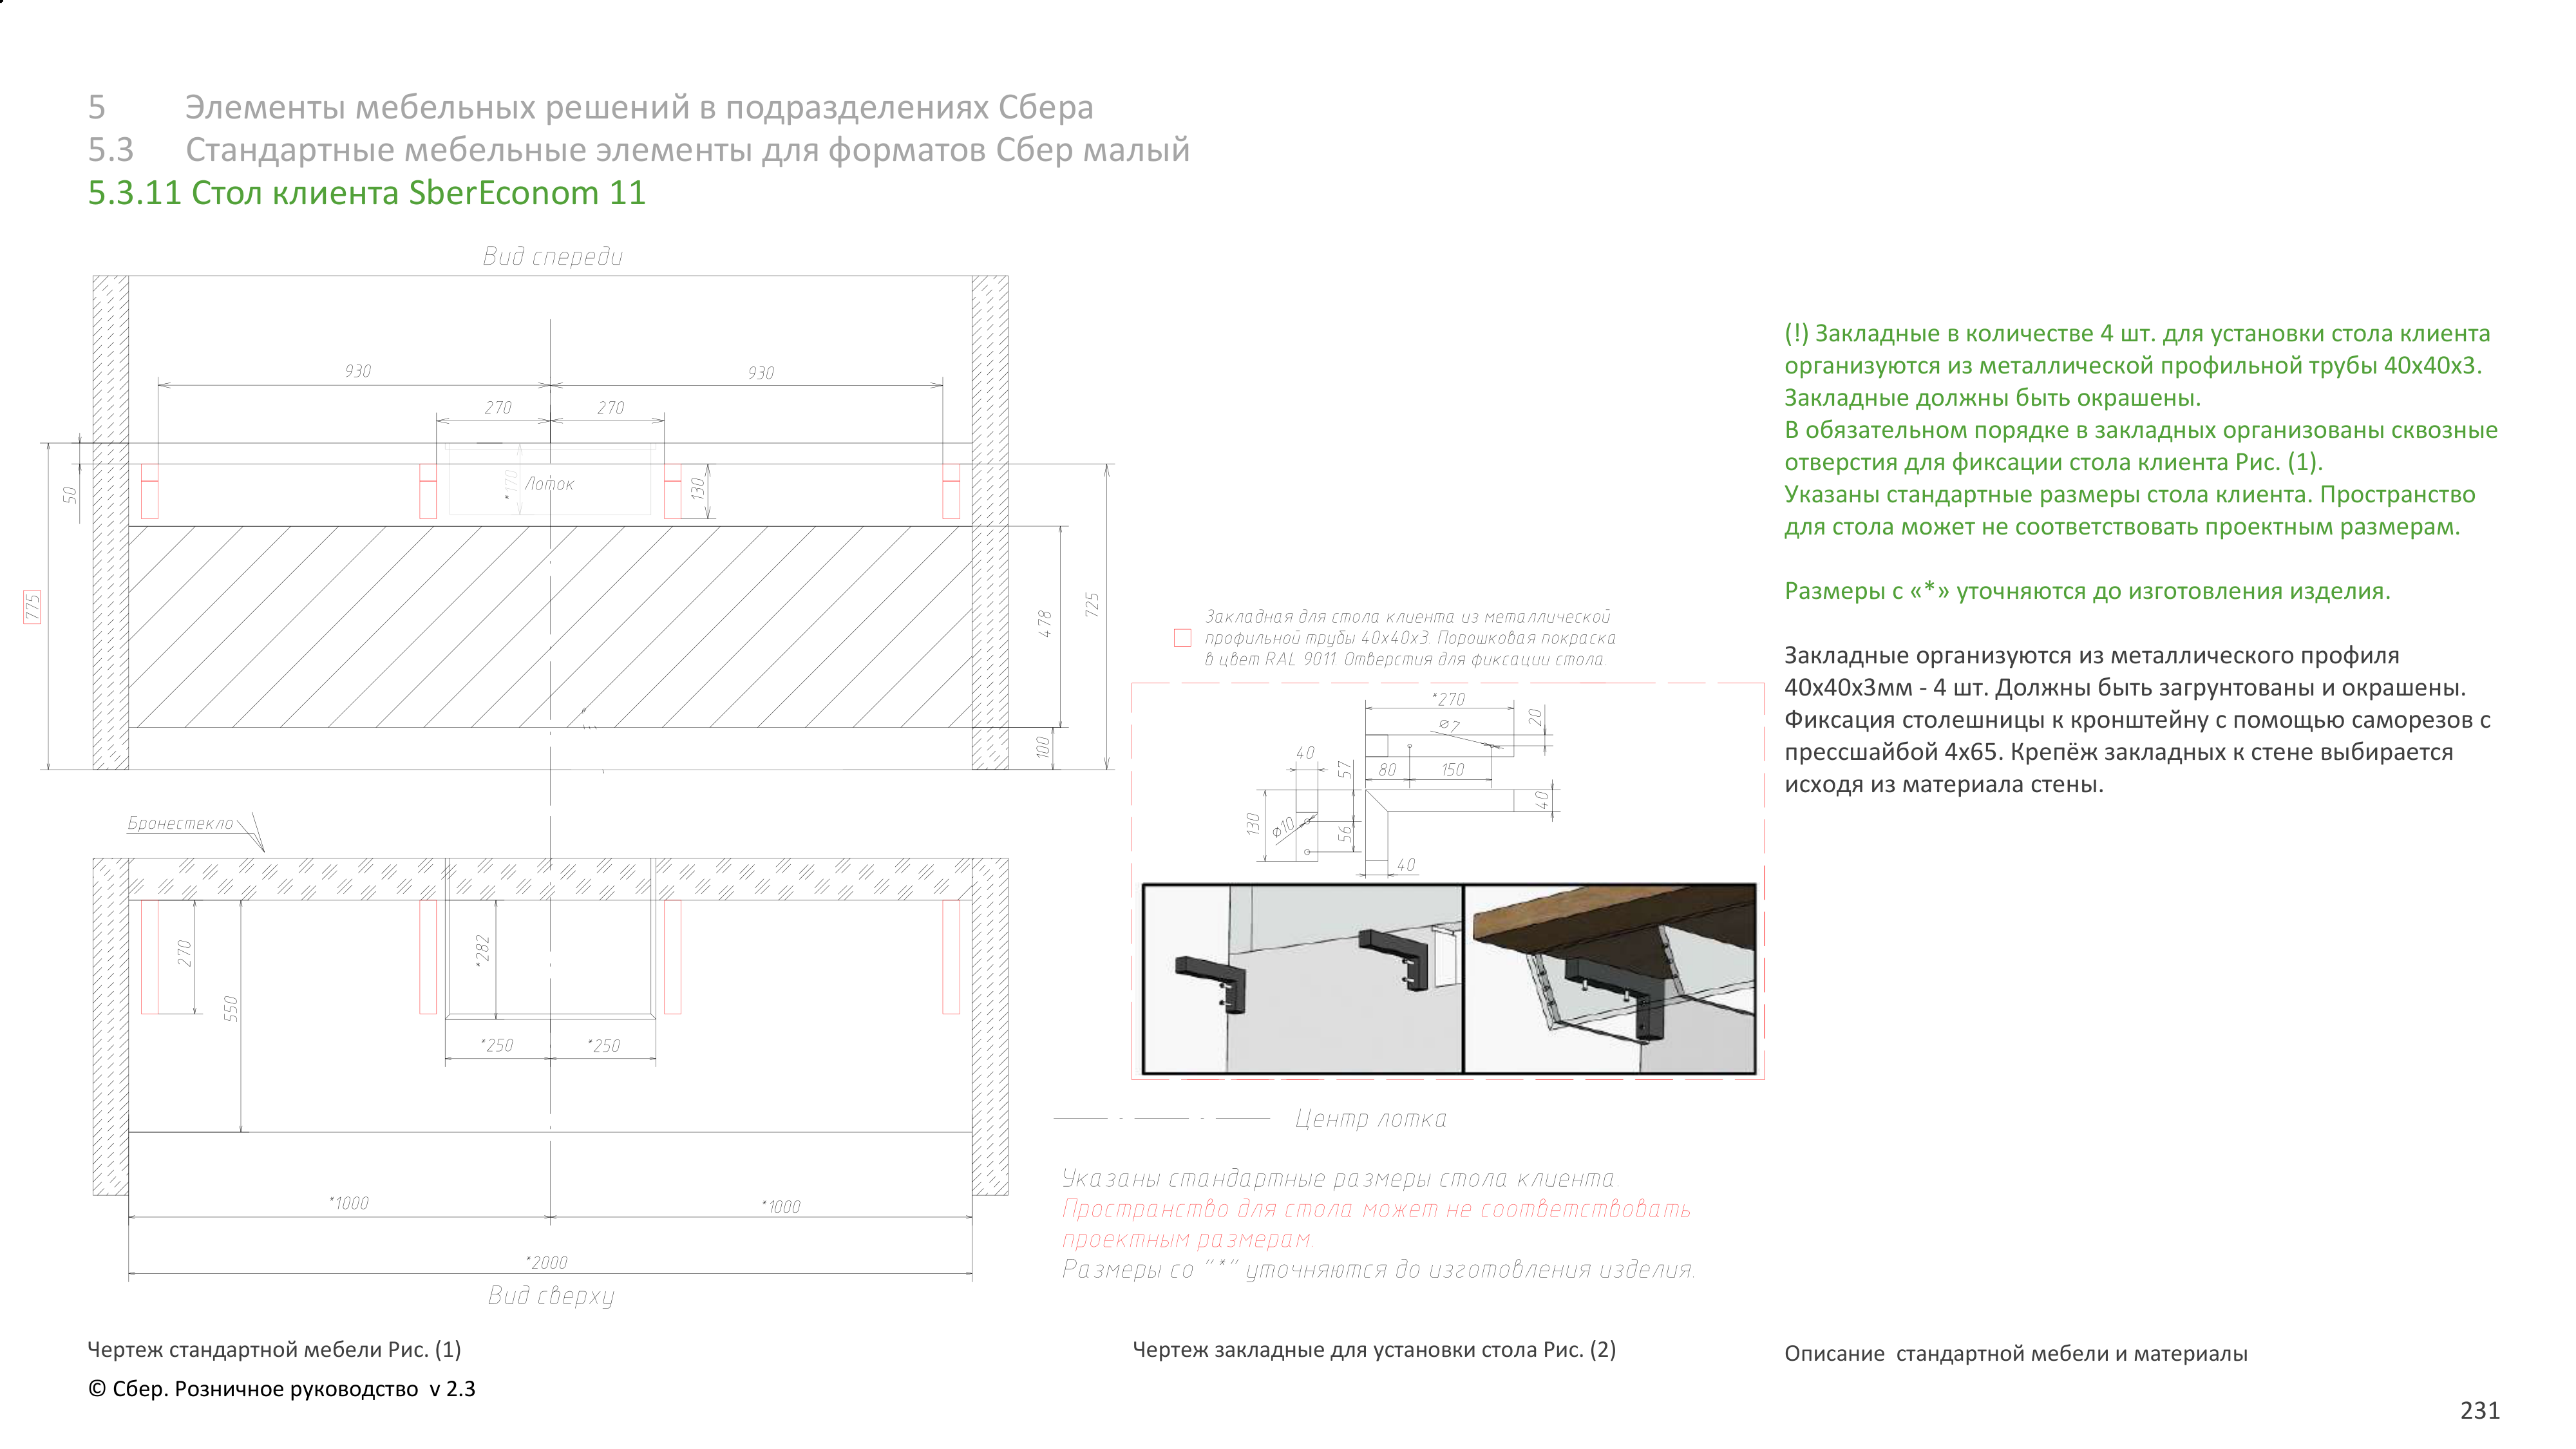 5 Элементы мебельных решений в подразделениях Сбера
5.3 Стандартные мебельные элементы для форматов Сбер малый
5.3.11 Стол клиента SberEconom 11
Вид спереди
930
930
270
270
*170
Лоток
130
50
775
478
725
100
Бронестекло
270
550
*282
*250
*250
*1000
*1000
*2000
Вид сверху
Закладная для стола клиента из металлической
профильной трубы 40х40х3. Порошковая покраска
в цвет RAL 9011. Отверстия для фиксации стола.
*270
⌀7
20
40
57
80
150
130
⌀10
56
40
40
Центр лотка
Указаны стандартные размеры стола клиента.
Пространство для стола может не соответствовать
проектным размерам.
Размеры со "*" уточняются до изготовления изделия.
(!) Закладные в количестве 4 шт. для установки стола клиента
организуются из металлической профильной трубы 40х40х3.
Закладные должны быть окрашены.
В обязательном порядке в закладных организованы сквозные
отверстия для фиксации стола клиента Рис. (1).
Указаны стандартные размеры стола клиента. Пространство
для стола может не соответствовать проектным размерам.
Размеры с «*» уточняются до изготовления изделия.
Закладные организуются из металлического профиля
40х40х3мм - 4 шт. Должны быть загрунтованы и окрашены.
Фиксация столешницы к кронштейну с помощью саморезов с
прессшайбой 4х65. Крепёж закладных к стене выбирается
исходя из материала стены.
Чертеж стандартной мебели Рис. (1)
Чертеж закладные для установки стола Рис. (2)
Описание стандартной мебели и материалы
© Сбер. Розничное руководство v 2.3
231